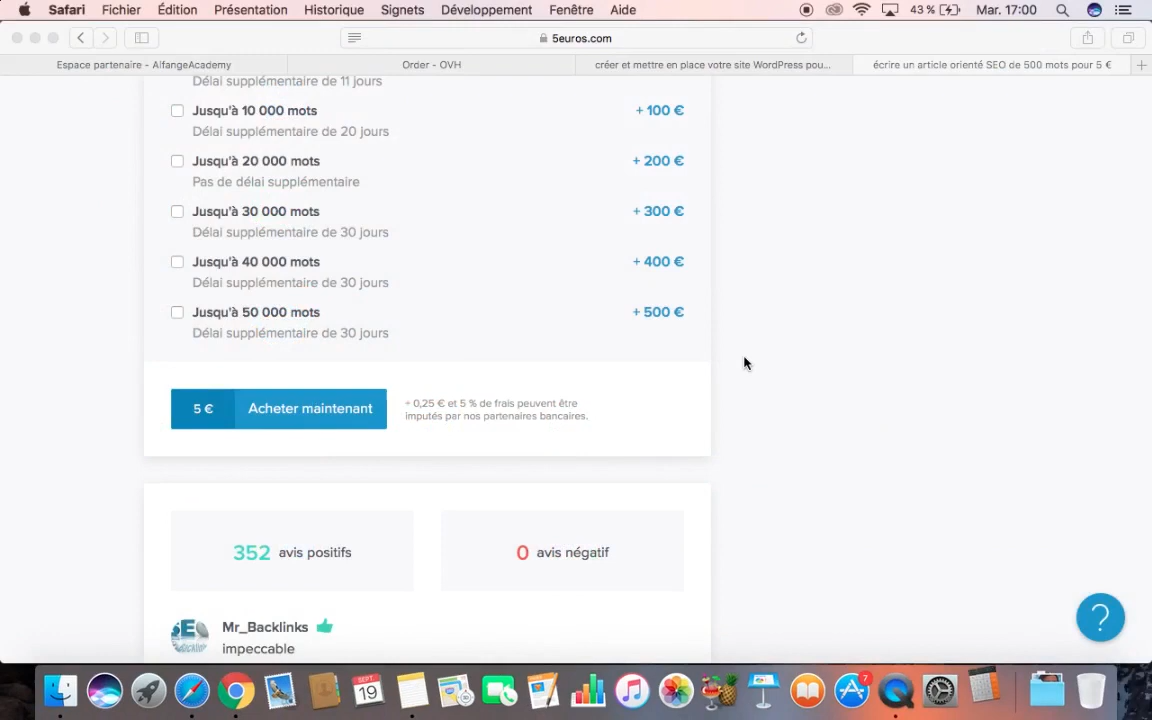 Safari Fichier Édition Présentation Historique Signets Développement Fenêtre Aide 43 % Mar. 17:00
5euros.com
Espace partenaire - AlfangeAcademy
Order - OVH
créer et mettre en place votre site WordPress pou...
écrire un article orienté SEO de 500 mots pour 5 €
Délai supplémentaire de 11 jours
Jusqu'à 10 000 mots + 100 €
Délai supplémentaire de 20 jours
Jusqu'à 20 000 mots + 200 €
Pas de délai supplémentaire
Jusqu'à 30 000 mots + 300 €
Délai supplémentaire de 30 jours
Jusqu'à 40 000 mots + 400 €
Délai supplémentaire de 30 jours
Jusqu'à 50 000 mots + 500 €
Délai supplémentaire de 30 jours
5 € Acheter maintenant
+ 0,25 € et 5 % de frais peuvent être
imputés par nos partenaires bancaires.
352 avis positifs
0 avis négatif
Mr_Backlinks
impeccable
?
SEPT.
19
7